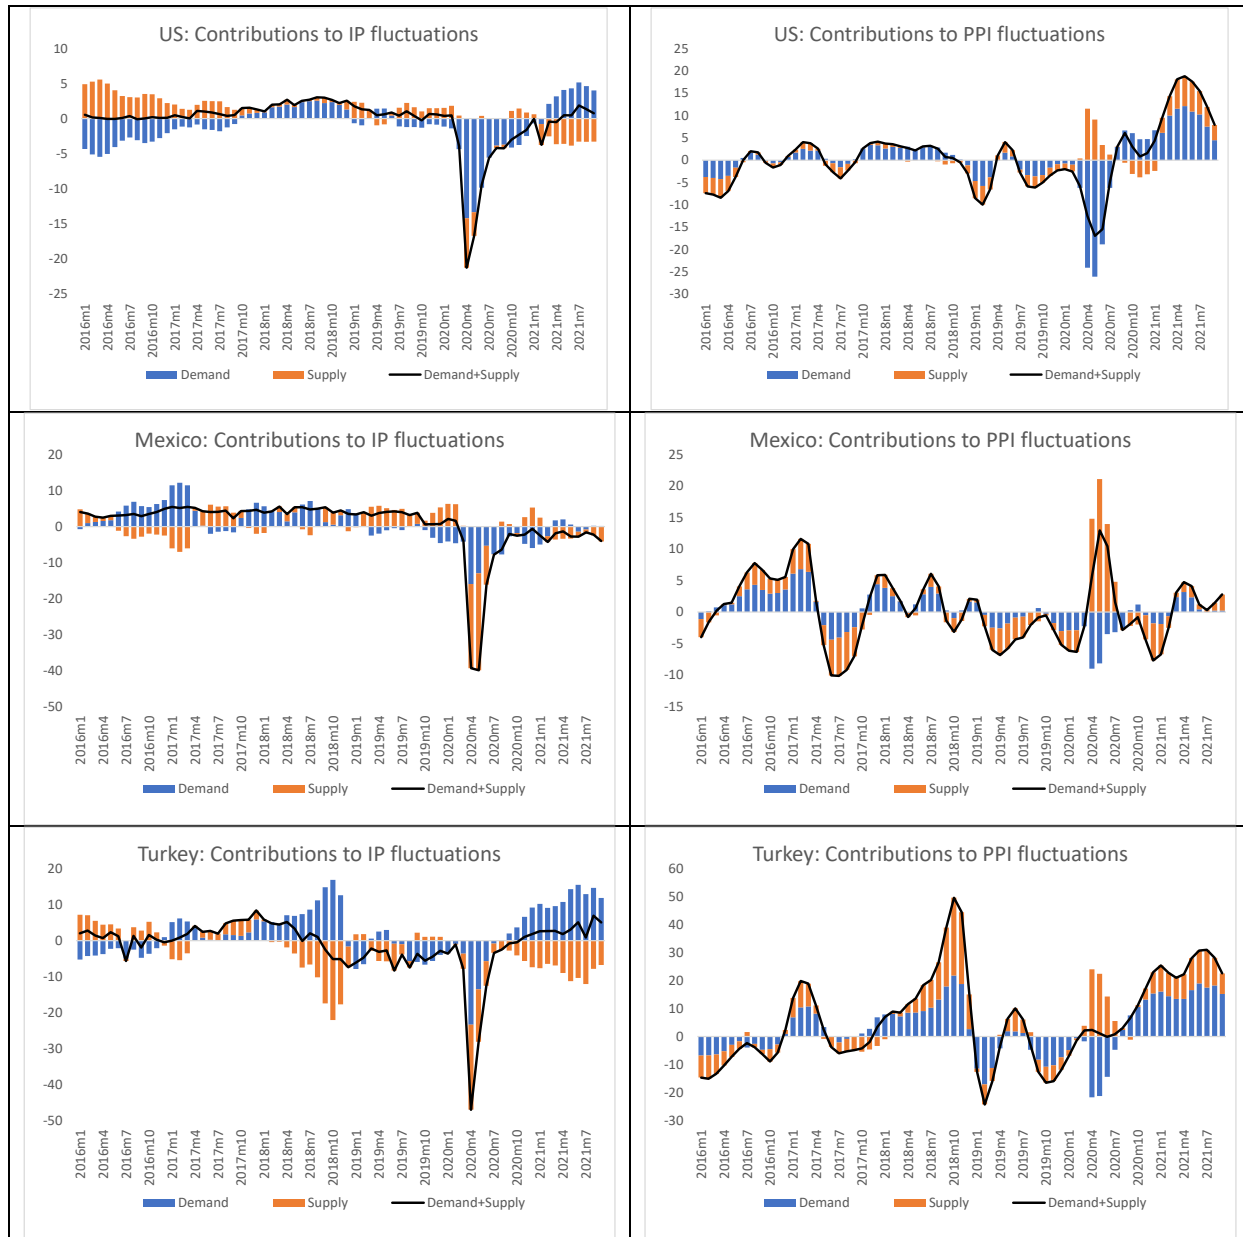 US: Contributions to IP fluctuations
10
5
0
-5
-10
-15
-20
-25
2016m1
2016m4
2016m7
2016m10
2017m1
2017m4
2017m7
2017m10
2018m1
2018m4
2018m7
2018m10
2019m1
2019m4
2019m7
2019m10
2020m1
2020m4
2020m7
2020m10
2021m1
2021m4
2021m7
Demand Supply Demand+Supply
US: Contributions to PPI fluctuations
25
20
15
10
5
0
-5
-10
-15
-20
-25
-30
2016m1
2016m4
2016m7
2016m10
2017m1
2017m4
2017m7
2017m10
2018m1
2018m4
2018m7
2018m10
2019m1
2019m4
2019m7
2019m10
2020m1
2020m4
2020m7
2020m10
2021m1
2021m4
2021m7
Demand Supply Demand+Supply
Mexico: Contributions to IP fluctuations
20
10
0
-10
-20
-30
-40
-50
2016m1
2016m4
2016m7
2016m10
2017m1
2017m4
2017m7
2017m10
2018m1
2018m4
2018m7
2018m10
2019m1
2019m4
2019m7
2019m10
2020m1
2020m4
2020m7
2020m10
2021m1
2021m4
2021m7
Demand Supply Demand+Supply
Mexico: Contributions to PPI fluctuations
25
20
15
10
5
0
-5
-10
-15
2016m1
2016m4
2016m7
2016m10
2017m1
2017m4
2017m7
2017m10
2018m1
2018m4
2018m7
2018m10
2019m1
2019m4
2019m7
2019m10
2020m1
2020m4
2020m7
2020m10
2021m1
2021m4
2021m7
Demand Supply Demand+Supply
Turkey: Contributions to IP fluctuations
20
10
0
-10
-20
-30
-40
-50
2016m1
2016m4
2016m7
2016m10
2017m1
2017m4
2017m7
2017m10
2018m1
2018m4
2018m7
2018m10
2019m1
2019m4
2019m7
2019m10
2020m1
2020m4
2020m7
2020m10
2021m1
2021m4
2021m7
Demand Supply Demand+Supply
Turkey: Contributions to PPI fluctuations
60
50
40
30
20
10
0
-10
-20
-30
2016m1
2016m4
2016m7
2016m10
2017m1
2017m4
2017m7
2017m10
2018m1
2018m4
2018m7
2018m10
2019m1
2019m4
2019m7
2019m10
2020m1
2020m4
2020m7
2020m10
2021m1
2021m4
2021m7
Demand Supply Demand+Supply